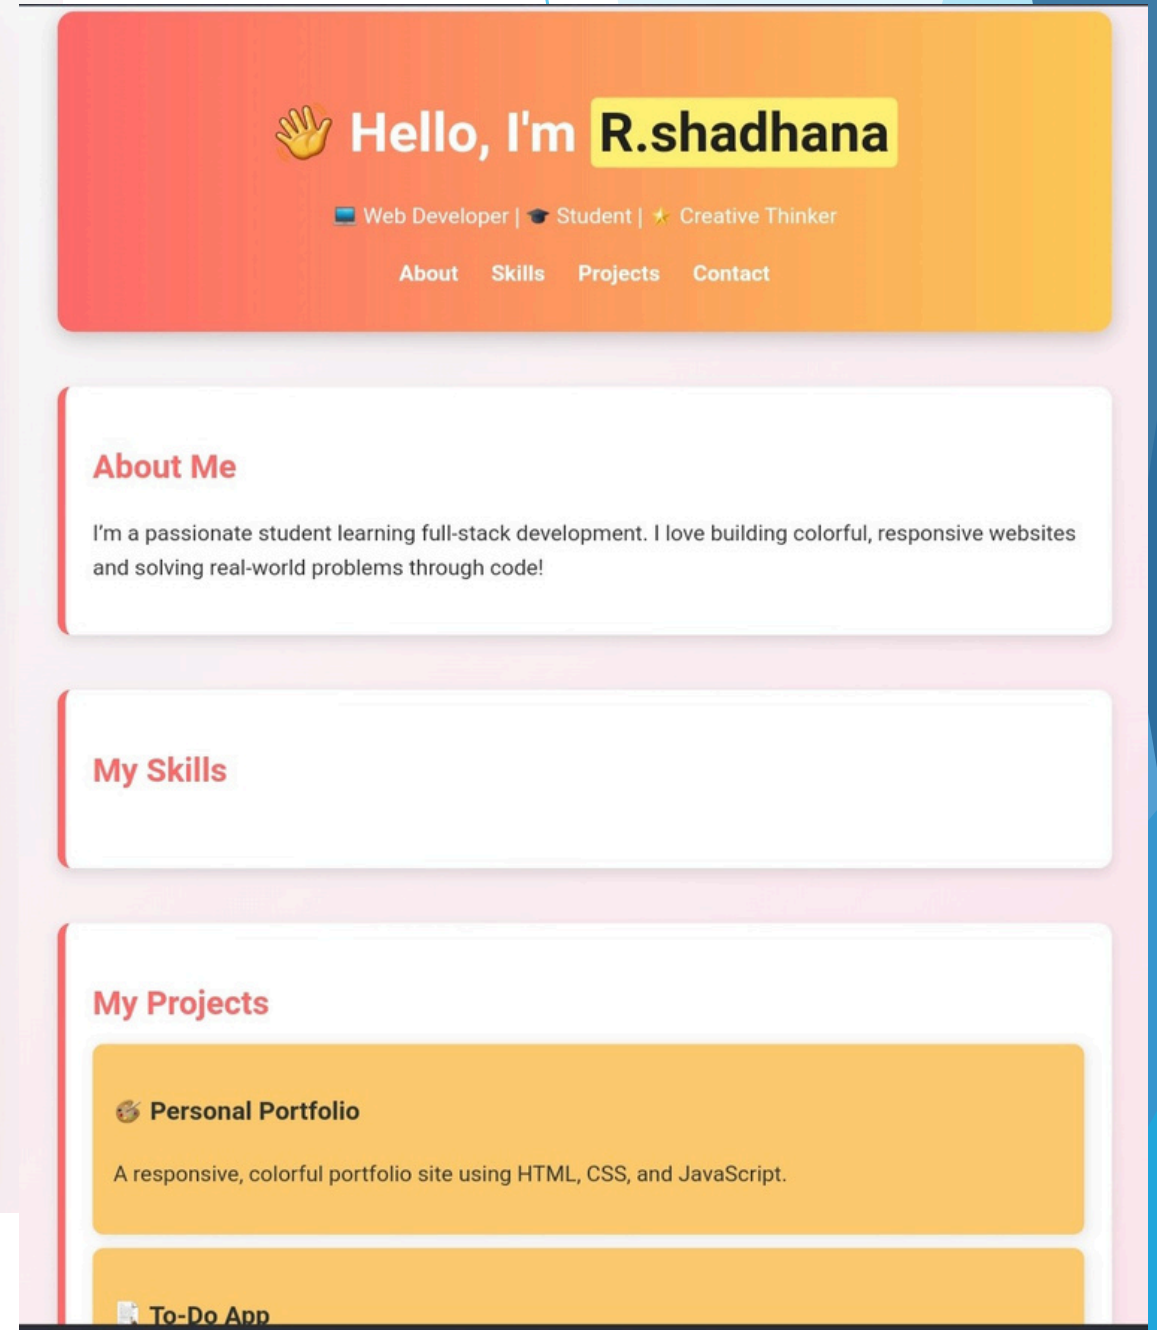 👋 Hello, I'm R.shadhana
💻 Web Developer | 🎓 Student | 🌟 Creative Thinker
About Skills Projects Contact
About Me
I’m a passionate student learning full-stack development. I love building colorful, responsive websites
and solving real-world problems through code!
My Skills
My Projects
🎨 Personal Portfolio
A responsive, colorful portfolio site using HTML, CSS, and JavaScript.
📝 To-Do App